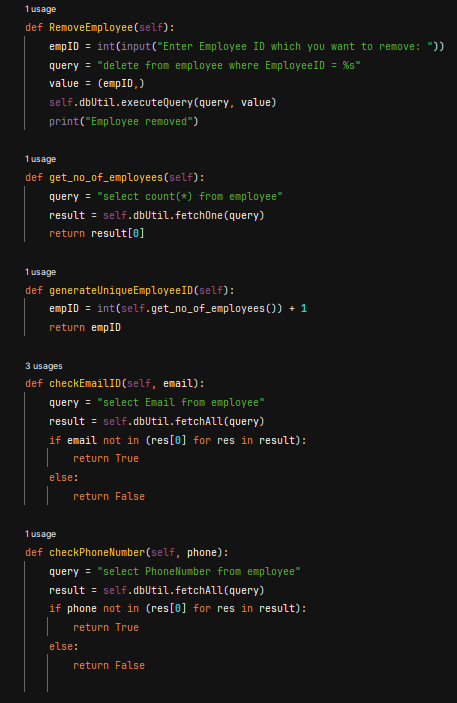 1 usage
def RemoveEmployee(self):
    empID = int(input("Enter Employee ID which you want to remove: "))
    query = "delete from employee where EmployeeID = %s"
    value = (empID,)
    self.dbUtil.executeQuery(query, value)
    print("Employee removed")
1 usage
def get_no_of_employees(self):
    query = "select count(*) from employee"
    result = self.dbUtil.fetchOne(query)
    return result[0]
1 usage
def generateUniqueEmployeeID(self):
    empID = int(self.get_no_of_employees()) + 1
    return empID
3 usages
def checkEmailID(self, email):
    query = "select Email from employee"
    result = self.dbUtil.fetchAll(query)
    if email not in (res[0] for res in result):
        return True
    else:
        return False
1 usage
def checkPhoneNumber(self, phone):
    query = "select PhoneNumber from employee"
    result = self.dbUtil.fetchAll(query)
    if phone not in (res[0] for res in result):
        return True
    else:
        return False